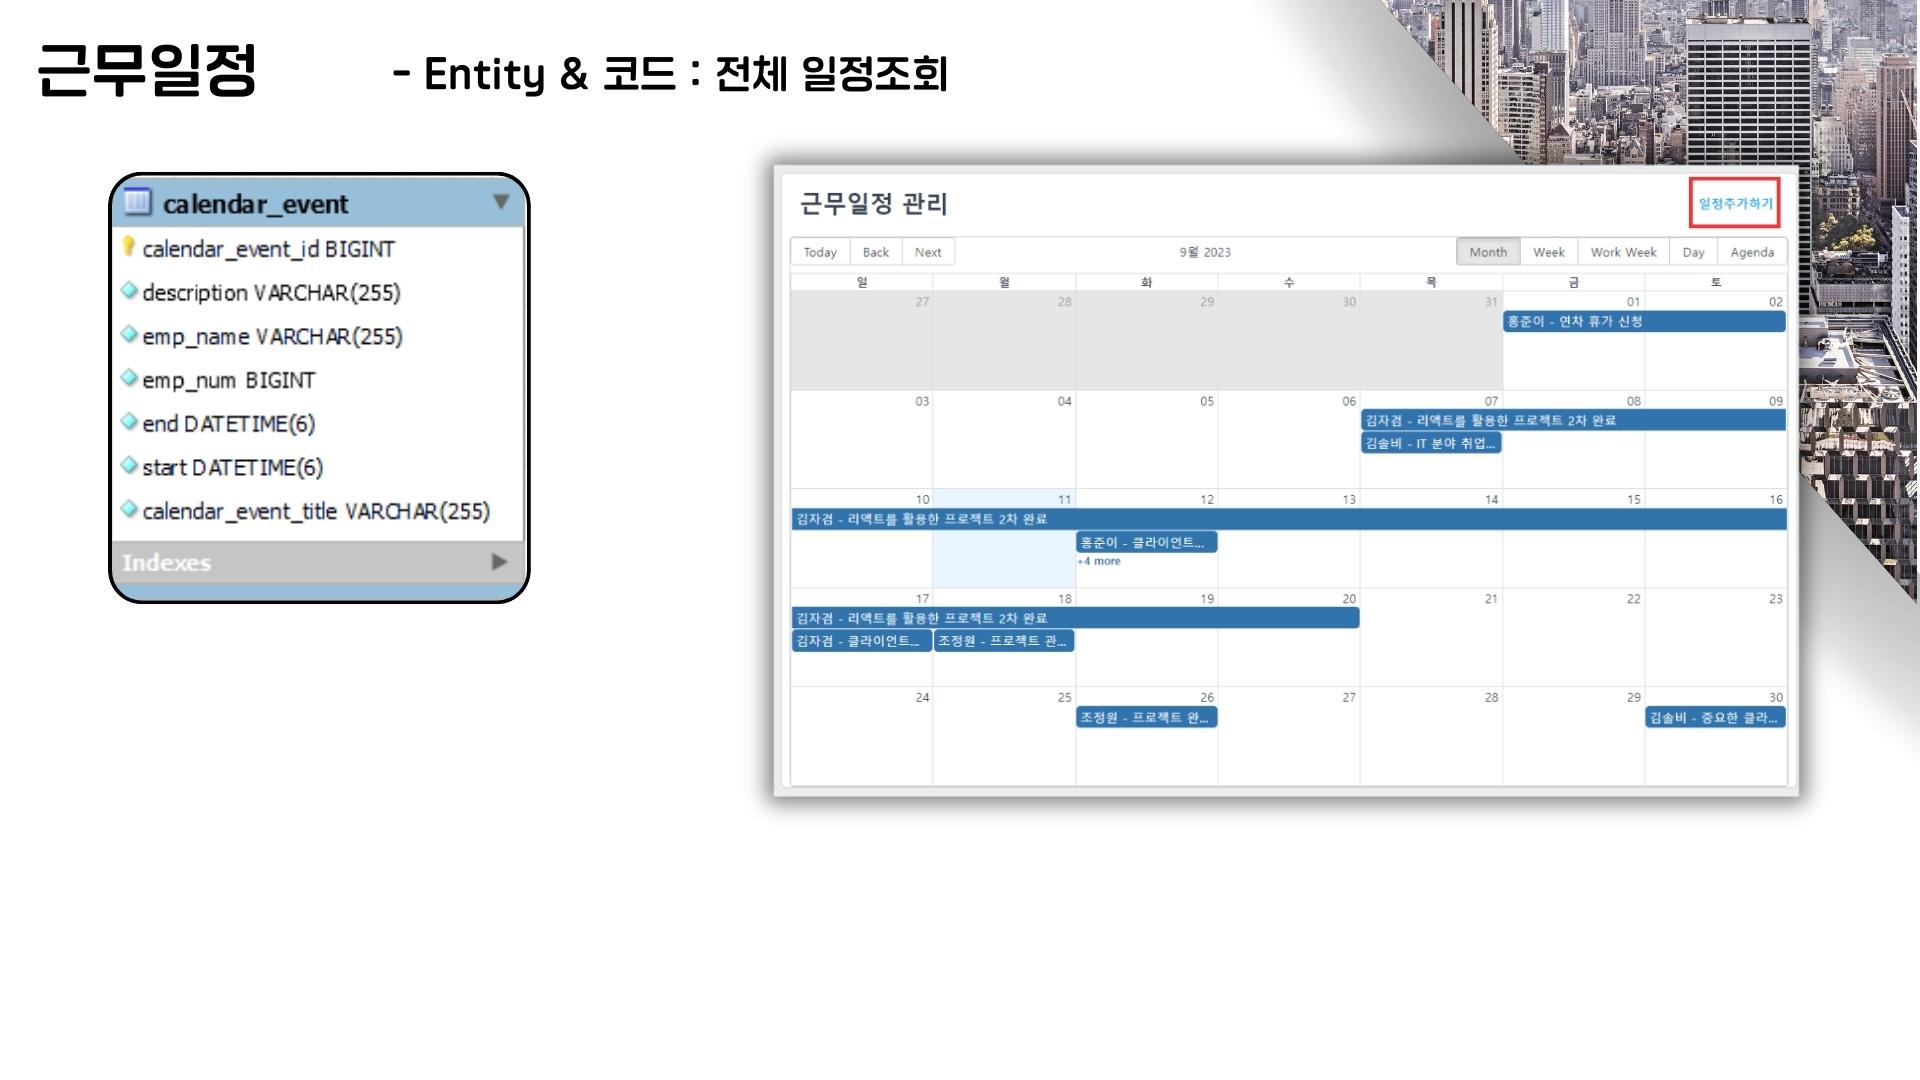 근무일정
- Entity & 코드 : 전체 일정조회
calendar_event
calendar_event_id BIGINT
description VARCHAR(255)
emp_name VARCHAR(255)
emp_num BIGINT
end DATETIME(6)
start DATETIME(6)
calendar_event_title VARCHAR(255)
Indexes
근무일정 관리
일정추가하기
Today Back Next 9월 2023 Month Week Work Week Day Agenda
일 월 화 수 목 금 토
27 28 29 30 31 01 02
홍준이 - 연차 휴가 신청
03 04 05 06 07 08 09
김자겸 - 리액트를 활용한 프로젝트 2차 완료
김솔비 - IT 분야 취업...
10 11 12 13 14 15 16
김자겸 - 리액트를 활용한 프로젝트 2차 완료
홍준이 - 클라이언트...
+4 more
17 18 19 20 21 22 23
김자겸 - 리액트를 활용한 프로젝트 2차 완료
김자겸 - 클라이언트... 조정원 - 프로젝트 관...
24 25 26 27 28 29 30
조정원 - 프로젝트 완... 김솔비 - 중요한 클라...